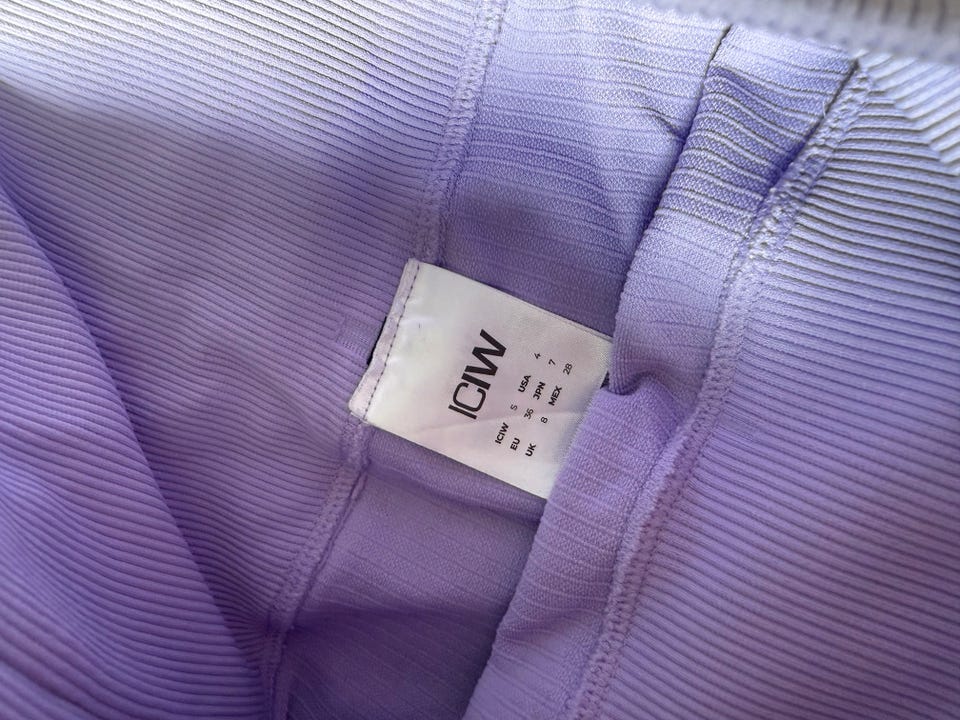 ICIW
ICIW S USA 4
EU 36 JPN 7
UK 8 MEX 28